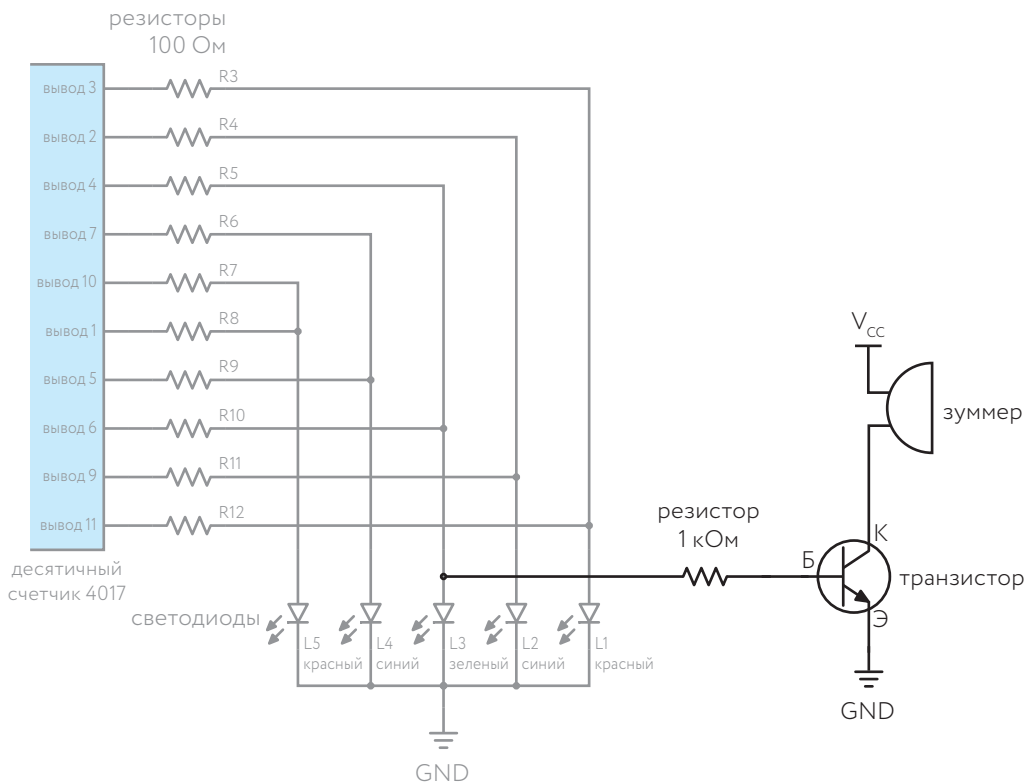 резисторы
100 Ом
вывод 3
R3
вывод 2
R4
вывод 4
R5
вывод 7
R6
вывод 10
R7
вывод 1
R8
вывод 5
R9
вывод 6
R10
вывод 9
R11
вывод 11
R12
десятичный
счетчик 4017
светодиоды
L5
красный
L4
синий
L3
зеленый
L2
синий
L1
красный
GND
резистор
1 кОм
VCC
зуммер
К
Б
транзистор
Э
GND